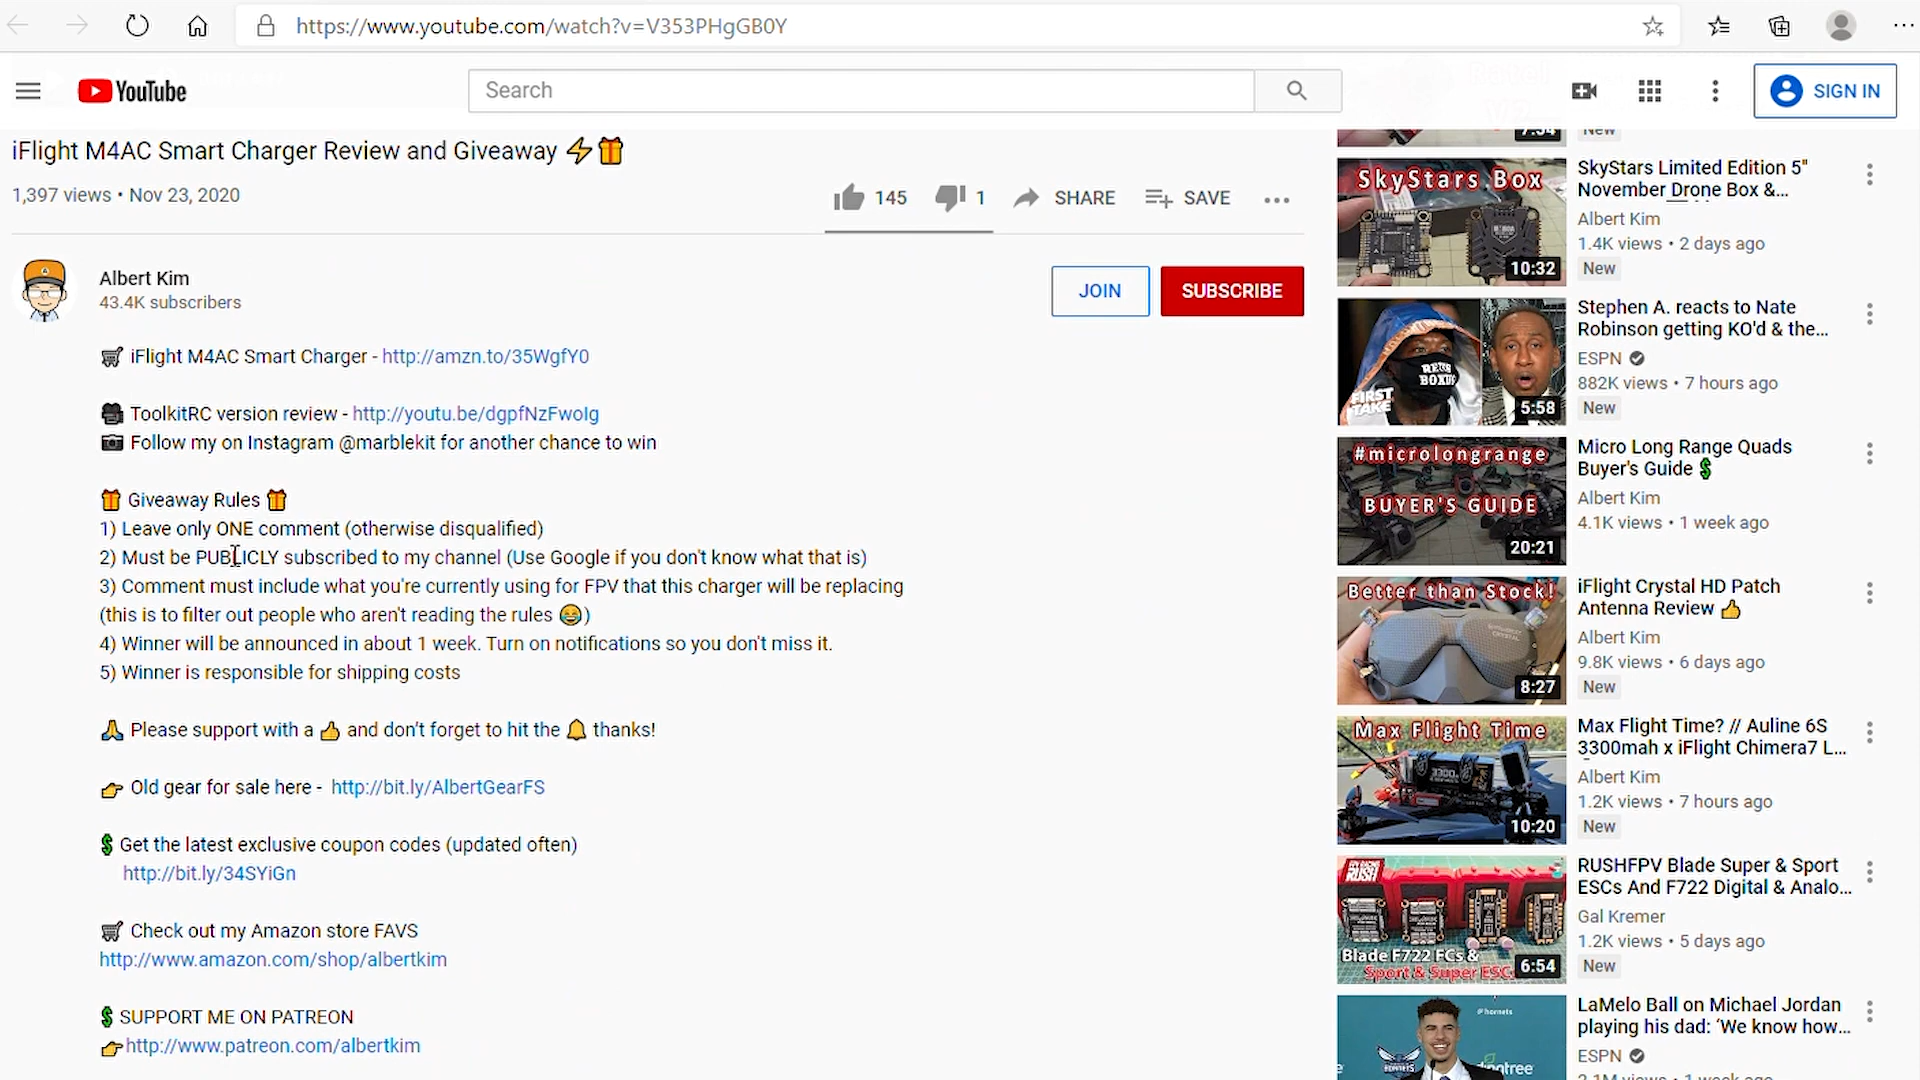 https://www.youtube.com/watch?v=V353PHgGB0Y
YouTube
Search
SIGN IN
iFlight M4AC Smart Charger Review and Giveaway ⚡🎁
1,397 views • Nov 23, 2020
145
1
SHARE
SAVE
Albert Kim
43.4K subscribers
JOIN
SUBSCRIBE
🛒 iFlight M4AC Smart Charger - http://amzn.to/35WgfY0
🎥 ToolkitRC version review - http://youtu.be/dgpfNzFwoIg
📷 Follow my on Instagram @marblekit for another chance to win
🎁 Giveaway Rules 🎁
1) Leave only ONE comment (otherwise disqualified)
2) Must be PUBLICLY subscribed to my channel (Use Google if you don't know what that is)
3) Comment must include what you're currently using for FPV that this charger will be replacing
(this is to filter out people who aren't reading the rules 😂)
4) Winner will be announced in about 1 week. Turn on notifications so you don't miss it.
5) Winner is responsible for shipping costs
🙏 Please support with a 👍 and don't forget to hit the 🔔 thanks!
👉 Old gear for sale here - http://bit.ly/AlbertGearFS
💲 Get the latest exclusive coupon codes (updated often)
http://bit.ly/34SYiGn
🛒 Check out my Amazon store FAVS
http://www.amazon.com/shop/albertkim
💲 SUPPORT ME ON PATREON
👉http://www.patreon.com/albertkim
7:54
New
SkyStars Box
10:32
SkyStars Limited Edition 5"
November Drone Box &...
Albert Kim
1.4K views • 2 days ago
New
FIRST
TAKE
5:58
Stephen A. reacts to Nate
Robinson getting KO'd & the...
ESPN
882K views • 7 hours ago
New
#microlongrange
BUYER'S GUIDE
20:21
Micro Long Range Quads
Buyer's Guide 💲
Albert Kim
4.1K views • 1 week ago
Better than Stock!
8:27
iFlight Crystal HD Patch
Antenna Review 👍
Albert Kim
9.8K views • 6 days ago
New
Max Flight Time
3300
10:20
Max Flight Time? // Auline 6S
3300mah x iFlight Chimera7 L...
Albert Kim
1.2K views • 7 hours ago
New
RUSH
Blade F722 FCs &
Sport & Super ESC
6:54
RUSHFPV Blade Super & Sport
ESCs And F722 Digital & Analo...
Gal Kremer
1.2K views • 5 days ago
New
hornets
LaMelo Ball on Michael Jordan
playing his dad: ‘We know how...
ESPN